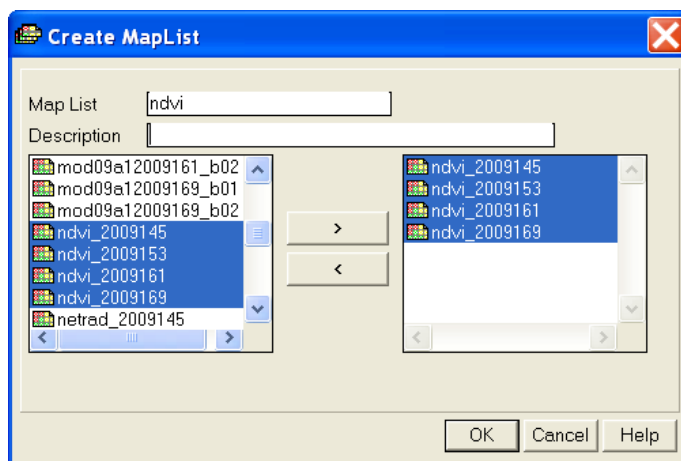 Create MapList
Map List ndvi
Description
mod09a12009161_b02
mod09a12009169_b01
mod09a12009169_b02
ndvi_2009145
ndvi_2009153
ndvi_2009161
ndvi_2009169
netrad_2009145
>
<
ndvi_2009145
ndvi_2009153
ndvi_2009161
ndvi_2009169
OK Cancel Help